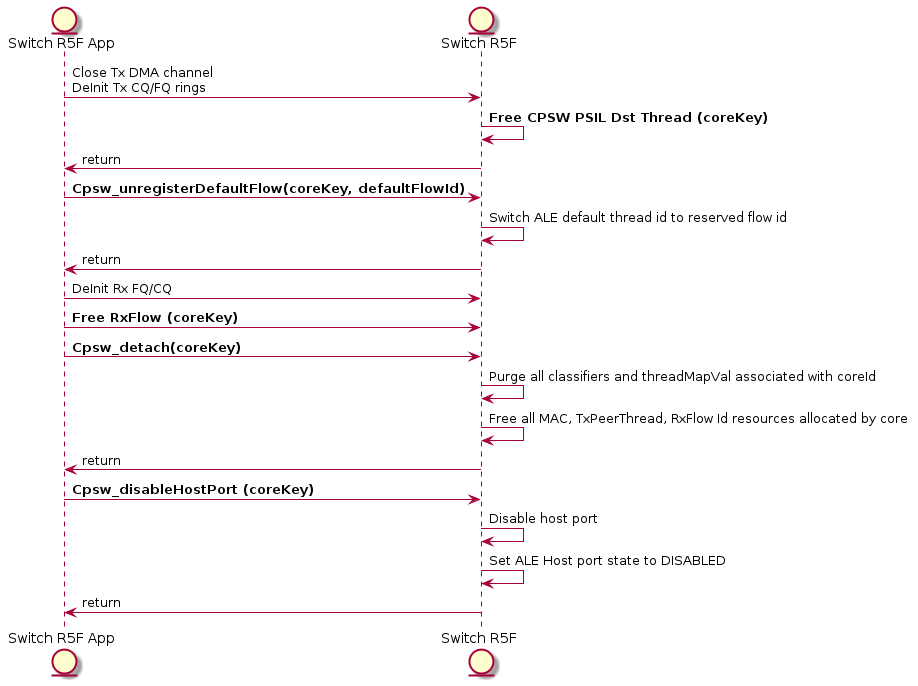 Switch R5F App
Switch R5F
Close Tx DMA channel
DeInit Tx CQ/FQ rings
Free CPSW PSIL Dst Thread (coreKey)
return
Cpsw_unregisterDefaultFlow(coreKey, defaultFlowId)
Switch ALE default thread id to reserved flow id
return
DeInit Rx FQ/CQ
Free RxFlow (coreKey)
Cpsw_detach(coreKey)
Purge all classifiers and threadMapVal associated with coreId
Free all MAC, TxPeerThread, RxFlow Id resources allocated by core
return
Cpsw_disableHostPort (coreKey)
Disable host port
Set ALE Host port state to DISABLED
return
Switch R5F App
Switch R5F